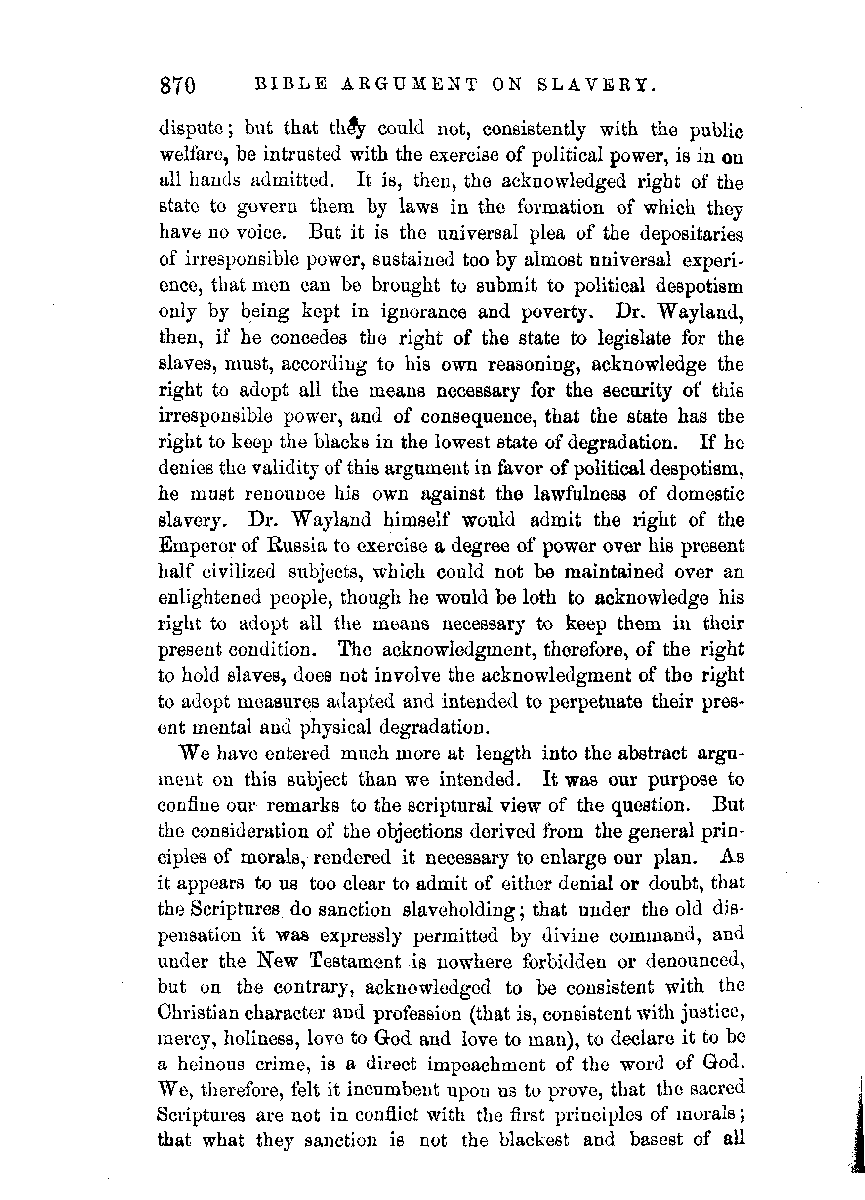 870 BIBLE ARGUMENT ON SLAVERY.
dispute; but that they could not, consistently with the public
welfare, be intrusted with the exercise of political power, is in on
all hands admitted. It is, then, the acknowledged right of the
state to govern them by laws in the formation of which they
have no voice. But it is the universal plea of the depositaries
of irresponsible power, sustained too by almost universal experi-
ence, that men can be brought to submit to political despotism
only by being kept in ignorance and poverty. Dr. Wayland,
then, if he concedes the right of the state to legislate for the
slaves, must, according to his own reasoning, acknowledge the
right to adopt all the means necessary for the security of this
irresponsible power, and of consequence, that the state has the
right to keep the blacks in the lowest state of degradation. If he
denies the validity of this argument in favor of political despotism,
he must renounce his own against the lawfulness of domestic
slavery. Dr. Wayland himself would admit the right of the
Emperor of Russia to exercise a degree of power over his present
half civilized subjects, which could not be maintained over an
enlightened people, though he would be loth to acknowledge his
right to adopt all the means necessary to keep them in their
present condition. The acknowledgment, therefore, of the right
to hold slaves, does not involve the acknowledgment of the right
to adopt measures adapted and intended to perpetuate their pres-
ent mental and physical degradation.
We have entered much more at length into the abstract argu-
ment on this subject than we intended. It was our purpose to
confine our remarks to the scriptural view of the question. But
the consideration of the objections derived from the general prin-
ciples of morals, rendered it necessary to enlarge our plan. As
it appears to us too clear to admit of either denial or doubt, that
the Scriptures do sanction slaveholding; that under the old dis-
pensation it was expressly permitted by divine command, and
under the New Testament is nowhere forbidden or denounced,
but on the contrary, acknowledged to be consistent with the
Christian character and profession (that is, consistent with justice,
mercy, holiness, love to God and love to man), to declare it to be
a heinous crime, is a direct impeachment of the word of God.
We, therefore, felt it incumbent upon us to prove, that the sacred
Scriptures are not in conflict with the first principles of morals;
that what they sanction is not the blackest and basest of all